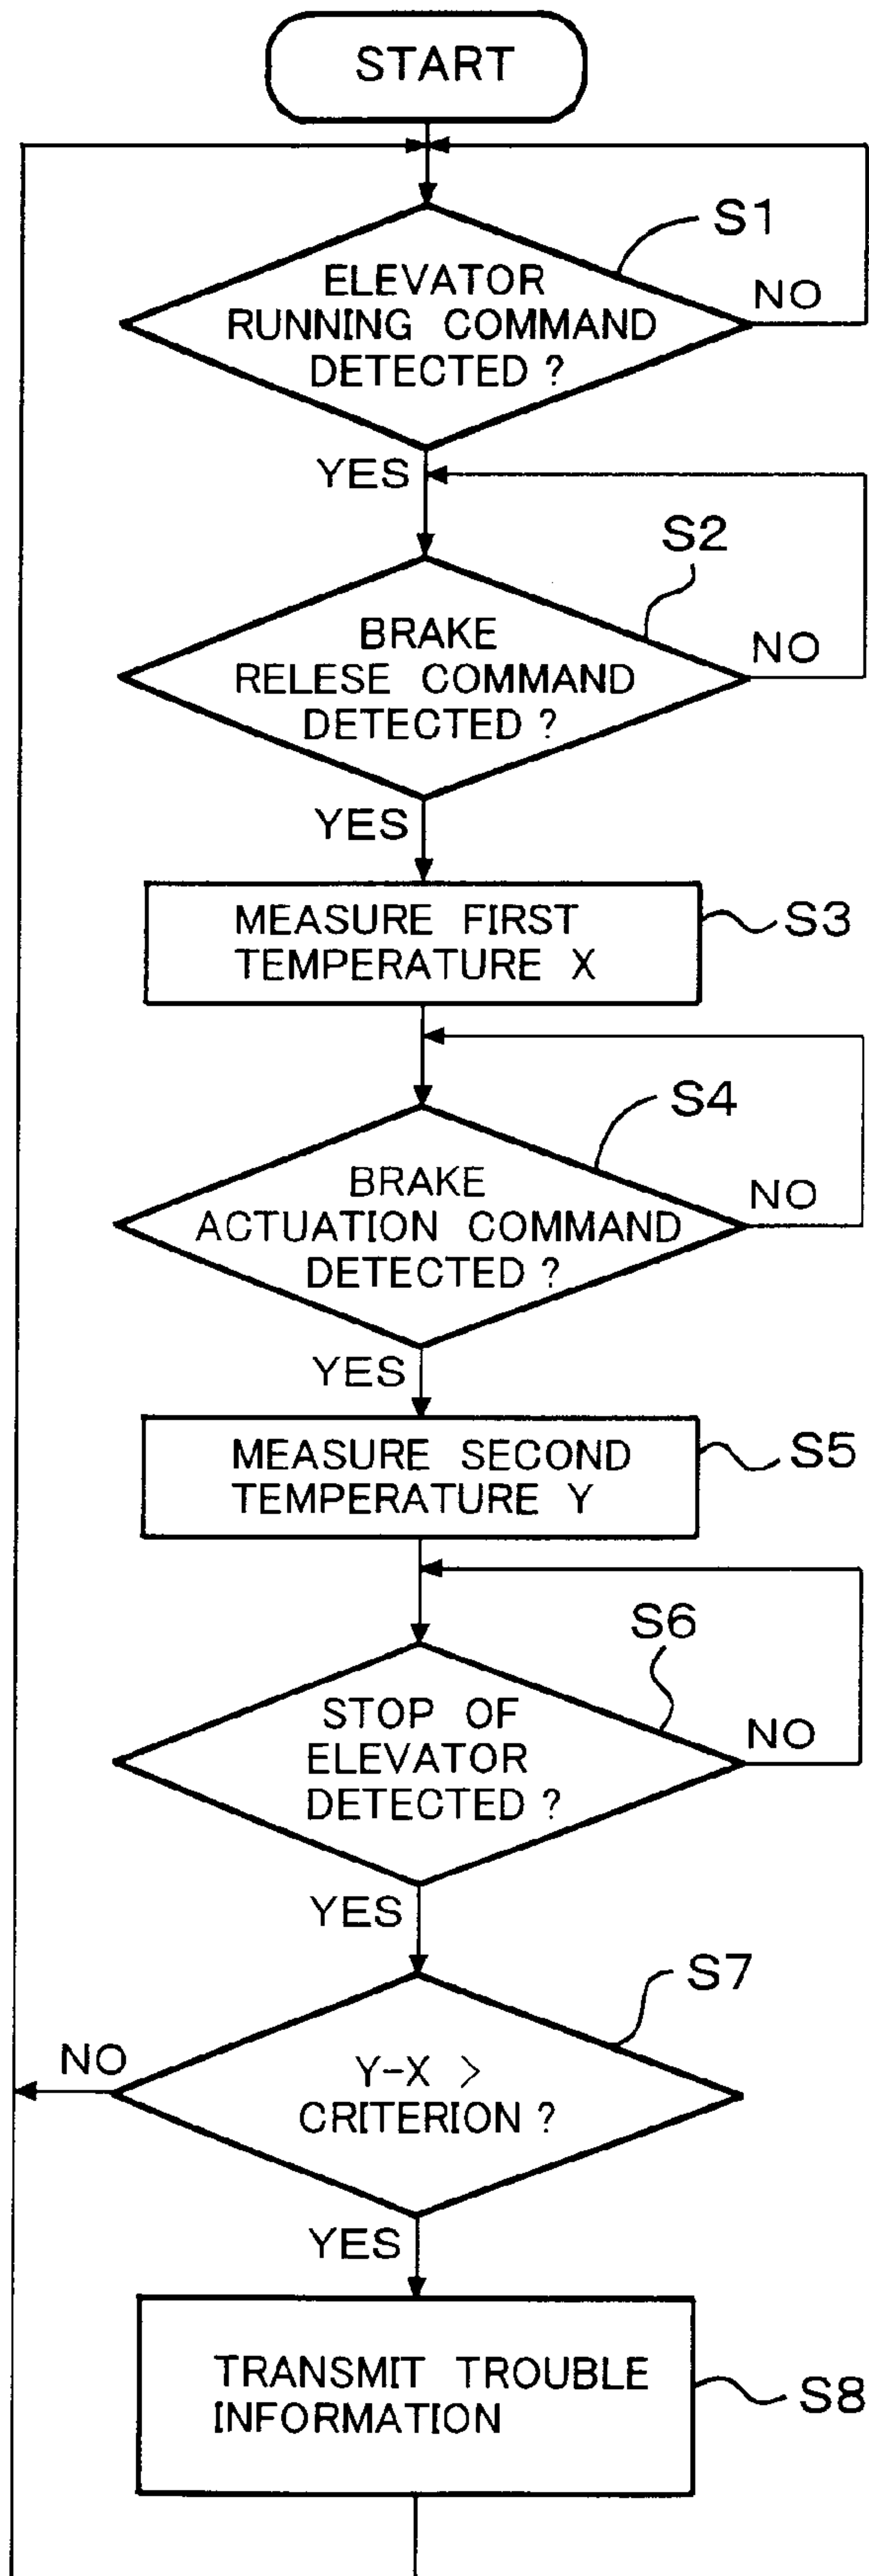 START
S1
ELEVATOR
RUNNING COMMAND
DETECTED ?
NO
YES
S2
BRAKE
RELESE COMMAND
DETECTED ?
NO
YES
MEASURE FIRST
TEMPERATURE X
S3
S4
BRAKE
ACTUATION COMMAND
DETECTED ?
NO
YES
MEASURE SECOND
TEMPERATURE Y
S5
S6
STOP OF
ELEVATOR
DETECTED ?
NO
YES
S7
NO
Y-X >
CRITERION ?
YES
TRANSMIT TROUBLE
INFORMATION
S8